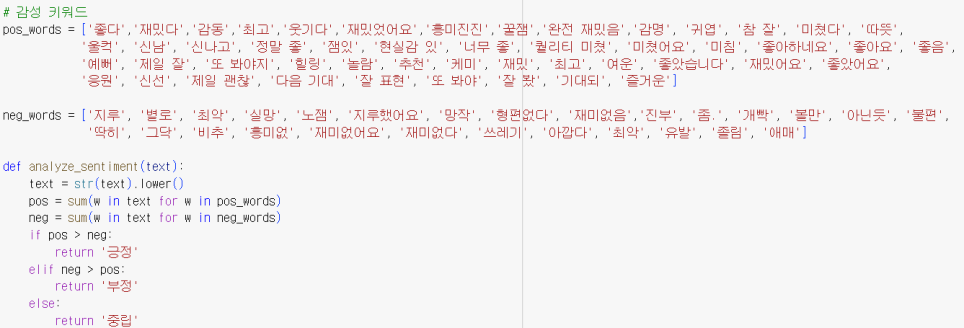 # 감성 키워드
pos_words = ['좋다','재밌다','감동','최고','웃기다','재밌었어요','흥미진진','꿀잼','완전 재밌음','감명', '귀엽', '참 잘', '미쳤다', '따뜻',
'울컥', '신남', '신나고', '정말 좋', '잼있', '현실감 있', '너무 좋', '퀄리티 미쳤', '미쳤어요', '미침', '좋아하네요', '좋아요', '좋음',
'예뻐', '제일 잘', '또 봐야지', '힐링', '놀람', '추천', '케미', '재밌', '최고', '여운', '좋았습니다', '재밌어요', '좋았어요',
'응원', '신선', '제일 괜찮', '다음 기대', '잘 표현', '또 봐야', '잘 봤', '기대되', '즐거운']
neg_words = ['지루', '별로', '최악', '실망', '노잼', '지루했어요', '망작', '형편없다', '재미없음','진부', '좀.', '개빡', '볼만', '아닌듯', '불편',
'딱히', '그닥', '비추', '흥미없', '재미없어요', '재미없다', '쓰레기', '아깝다', '최악', '유발', '졸림', '애매']
def analyze_sentiment(text):
text = str(text).lower()
pos = sum(w in text for w in pos_words)
neg = sum(w in text for w in neg_words)
if pos > neg:
return '긍정'
elif neg > pos:
return '부정'
else:
return '중립'